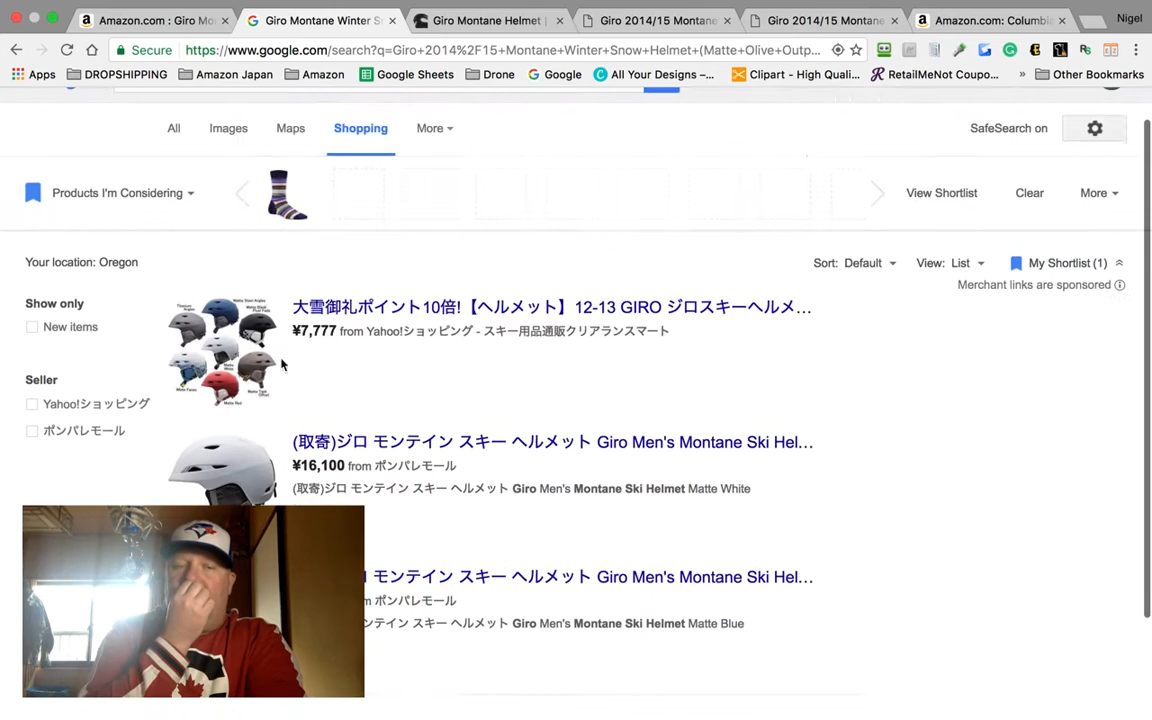 Amazon.com : Giro Mo
Giro Montane Winter S
Giro Montane Helmet |
Giro 2014/15 Montane
Giro 2014/15 Montane
Amazon.com: Columbi
Nigel
Secure https://www.google.com/search?q=Giro+2014%2F15+Montane+Winter+Snow+Helmet+(Matte+Olive+Outp...
Apps DROPSHIPPING Amazon Japan Amazon Google Sheets Drone Google All Your Designs –... Clipart - High Quali... RetailMeNot Coupo... » Other Bookmarks
All Images Maps Shopping More SafeSearch on
Products I'm Considering View Shortlist Clear More
Your location: Oregon Sort: Default View: List My Shortlist (1)
Merchant links are sponsored
Show only
New items
Seller
Yahoo!ショッピング
ポンパレモール
大雪御礼ポイント10倍!【ヘルメット】12-13 GIRO ジロスキーヘルメ...
¥7,777 from Yahoo!ショッピング - スキー用品通販クリアランスマート
(取寄)ジロ モンテイン スキー ヘルメット Giro Men's Montane Ski Hel...
¥16,100 from ポンパレモール
(取寄)ジロ モンテイン スキー ヘルメット Giro Men's Montane Ski Helmet Matte White
モンテイン スキー ヘルメット Giro Men's Montane Ski Hel...
ポンパレモール
テイン スキー ヘルメット Giro Men's Montane Ski Helmet Matte Blue